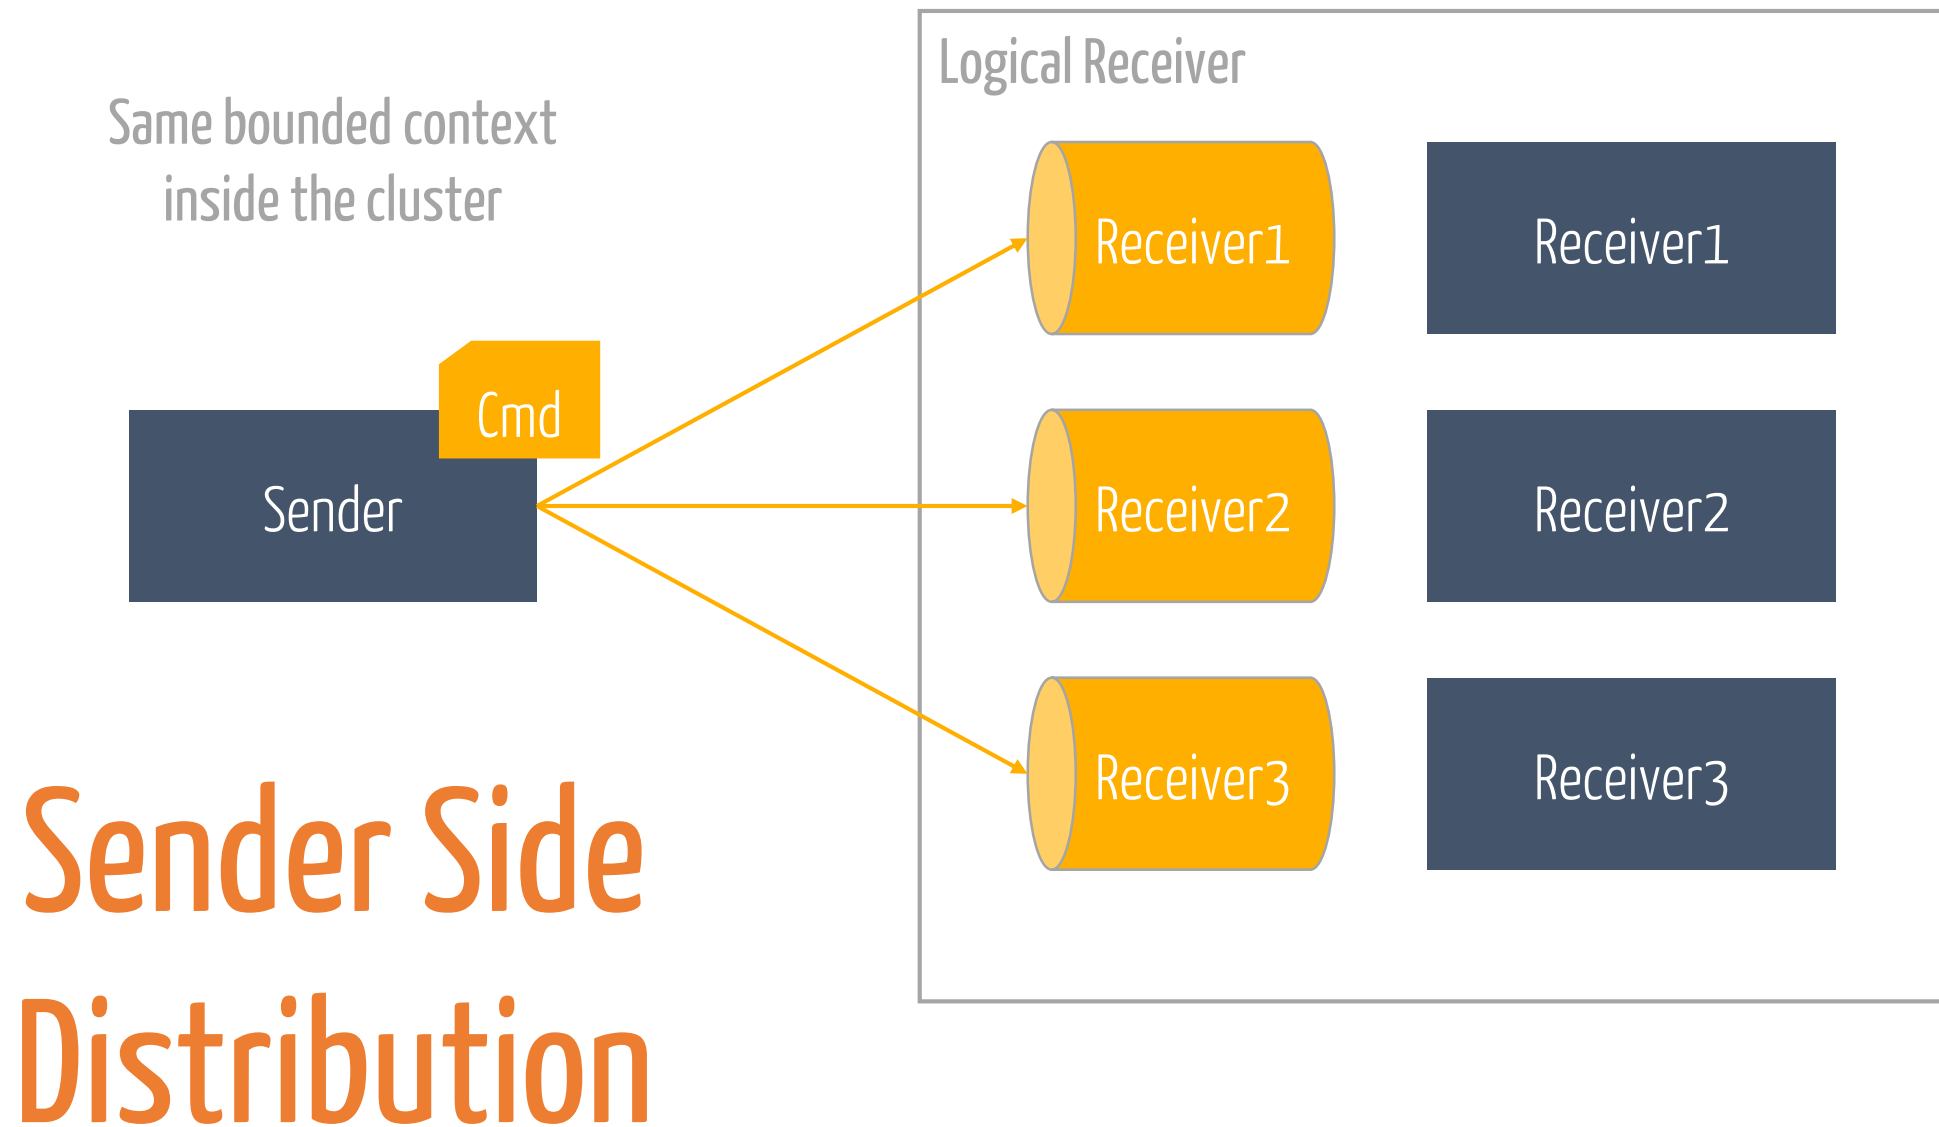 Same bounded context
inside the cluster
Cmd
Sender
Logical Receiver
Receiver1
Receiver1
Receiver2
Receiver2
Receiver3
Receiver3
Sender Side
Distribution